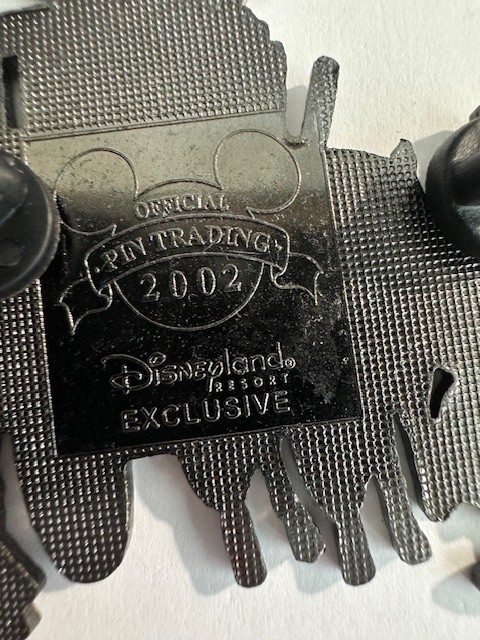 OFFICIAL
PIN TRADING
2002
Disneyland®
RESORT
EXCLUSIVE